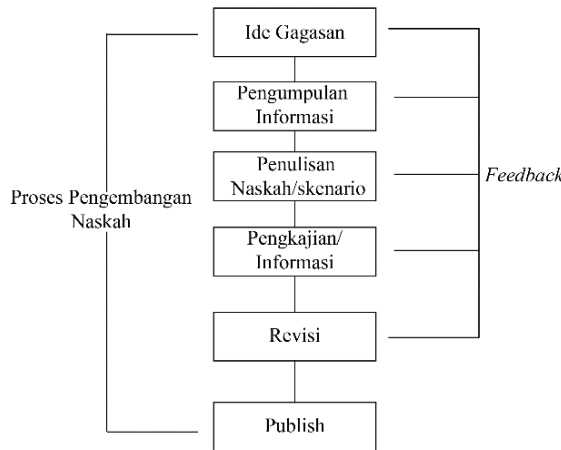 Ide Gagasan
Pengumpulan
Informasi
Penulisan
Naskah/skenario
Proses Pengembangan
Naskah
Feedback
Pengkajian/
Informasi
Revisi
Publish